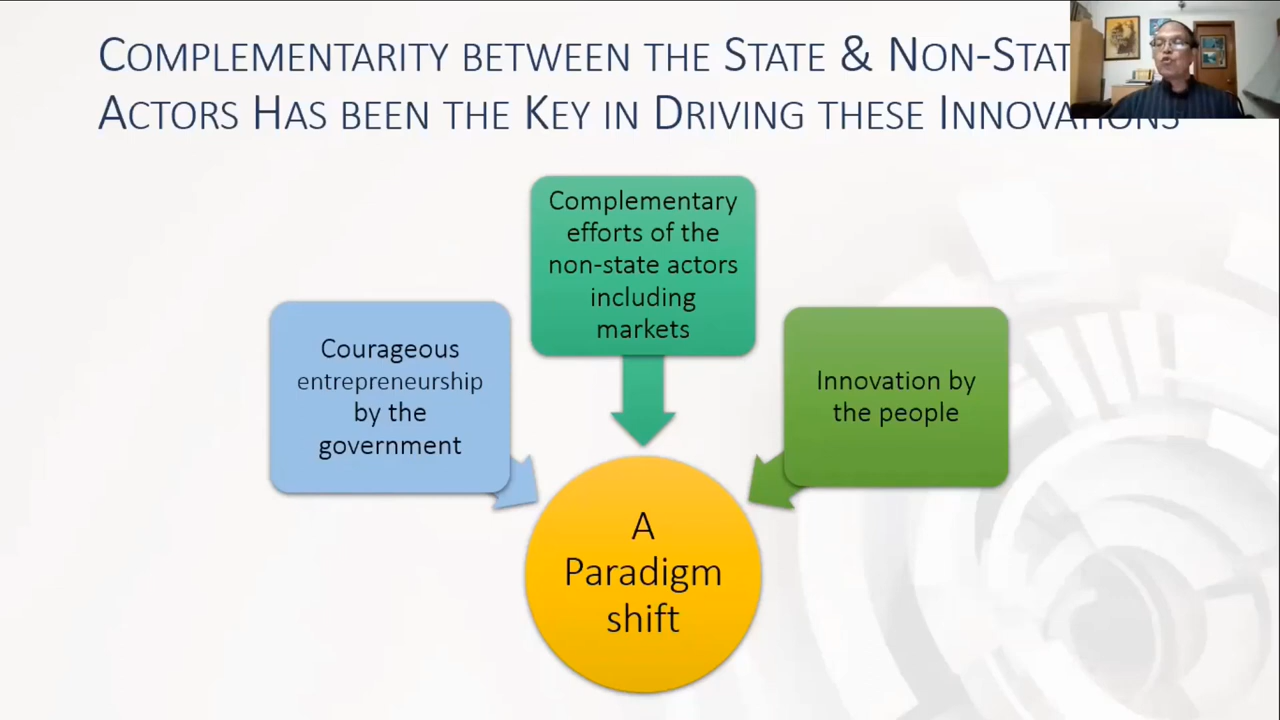 COMPLEMENTARITY BETWEEN THE STATE & NON-STAT
ACTORS HAS BEEN THE KEY IN DRIVING THESE INNOVATIONS
Complementary
efforts of the
non-state actors
including
markets
Courageous
entrepreneurship
by the
government
Innovation by
the people
A
Paradigm
shift